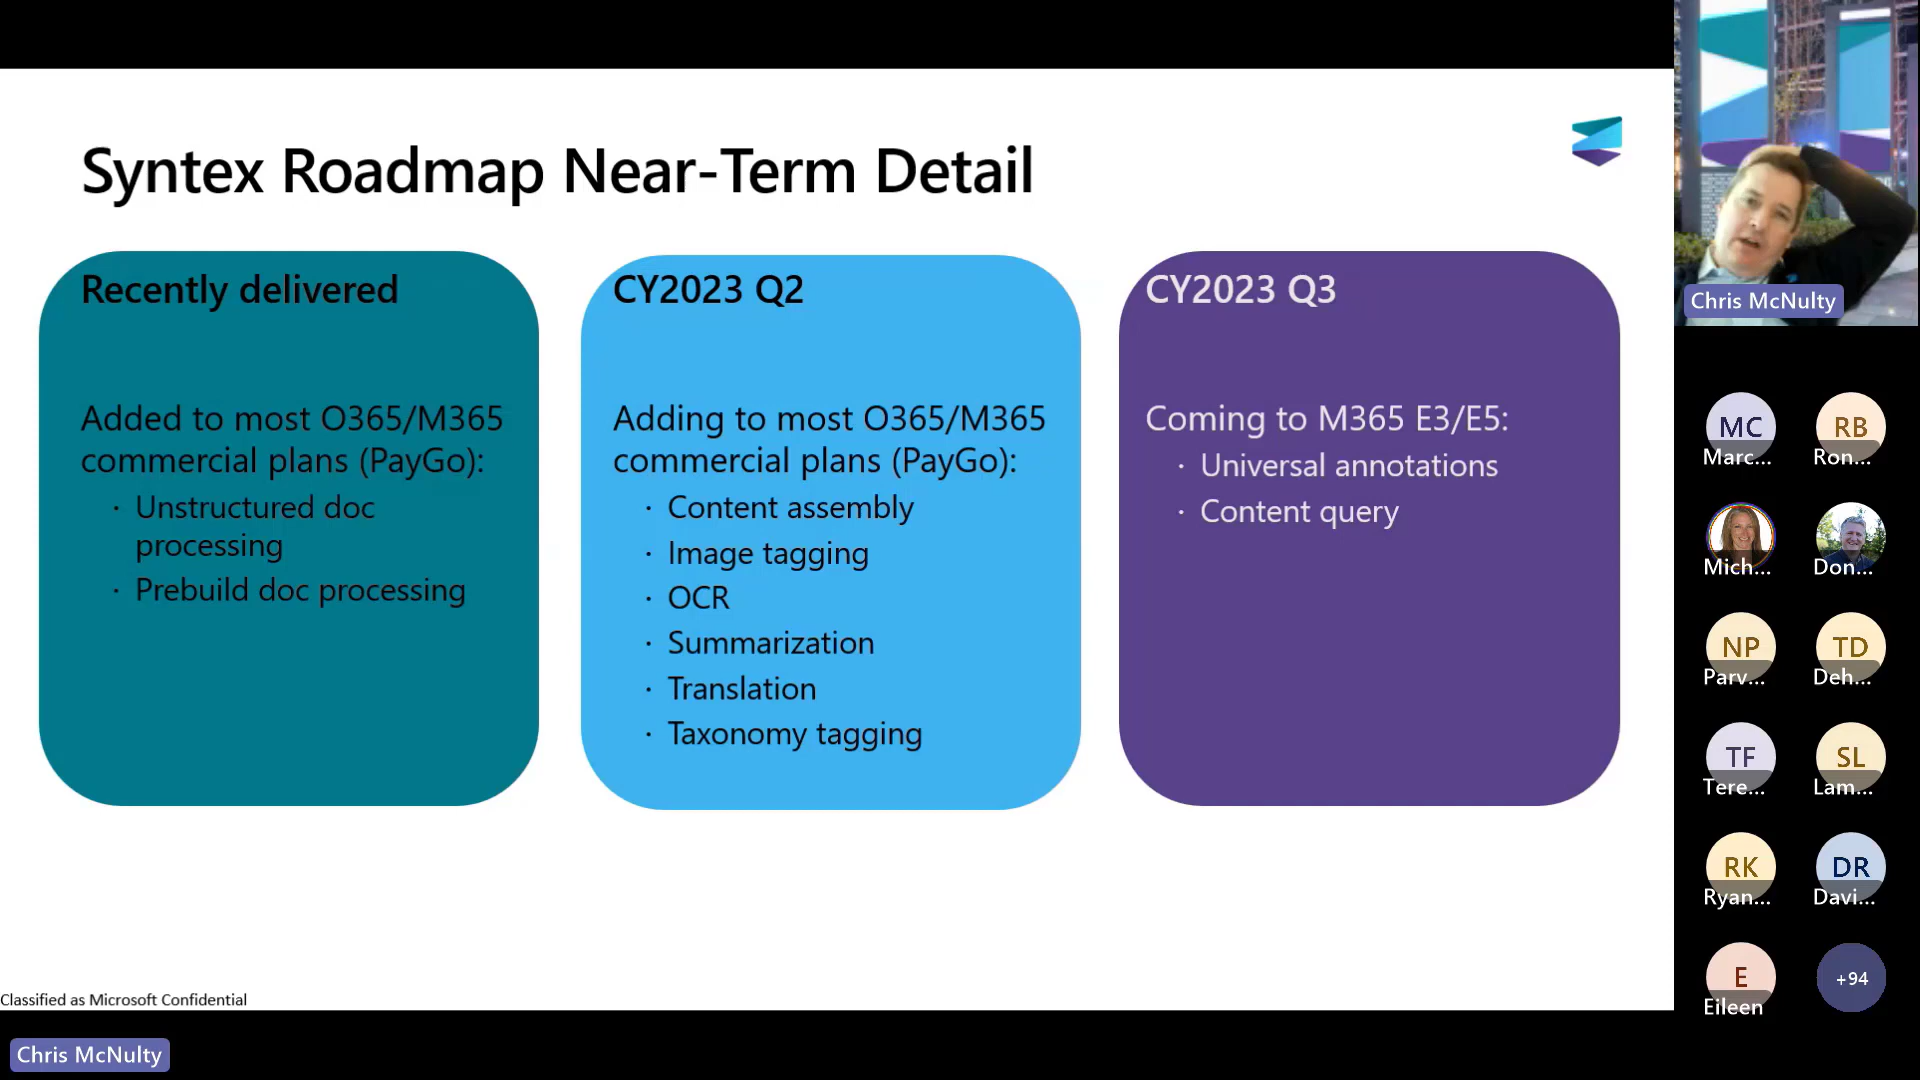 Syntex Roadmap Near-Term Detail
Recently delivered
Added to most O365/M365
commercial plans (PayGo):
· Unstructured doc
processing
· Prebuild doc processing
CY2023 Q2
Adding to most O365/M365
commercial plans (PayGo):
· Content assembly
· Image tagging
· OCR
· Summarization
· Translation
· Taxonomy tagging
CY2023 Q3
Coming to M365 E3/E5:
· Universal annotations
· Content query
Classified as Microsoft Confidential
Chris McNulty
Chris McNulty
MC
Marc...
RB
Ron...
Mich...
Don...
NP
Parv...
TD
Deh...
TF
Tere...
SL
Lam...
RK
Ryan...
DR
Davi...
E
Eileen
+94